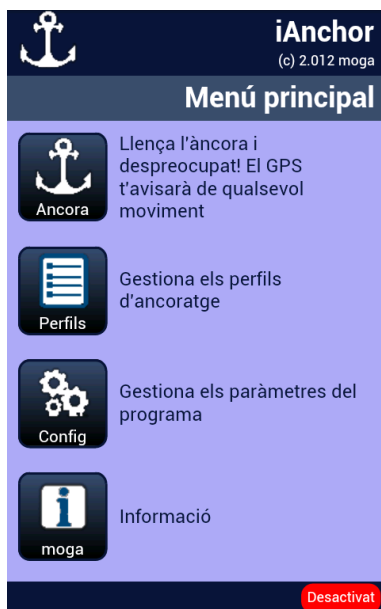 iAnchor
(c) 2.012 moga
Menú principal
Ancora
Llença l'àncora i
despreocupat! El GPS
t'avisarà de qualsevol
moviment
Perfils
Gestiona els perfils
d'ancoratge
Config
Gestiona els paràmetres del
programa
moga
Informació
Desactivat